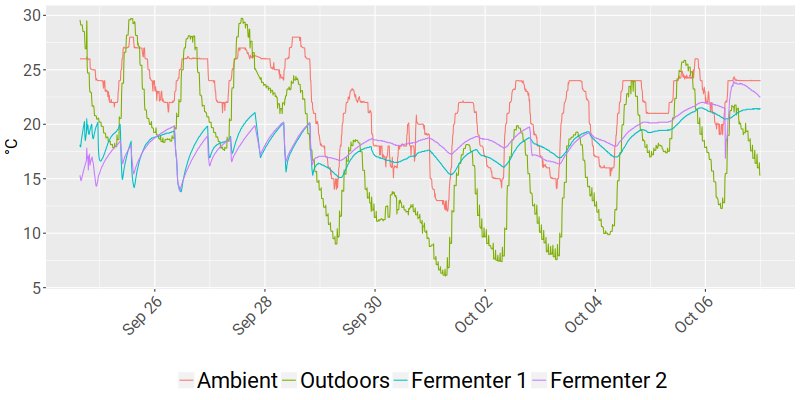 30
25
20
15
10
5
°C
Sep 26
Sep 28
Sep 30
Oct 02
Oct 04
Oct 06
Ambient Outdoors Fermenter 1 Fermenter 2